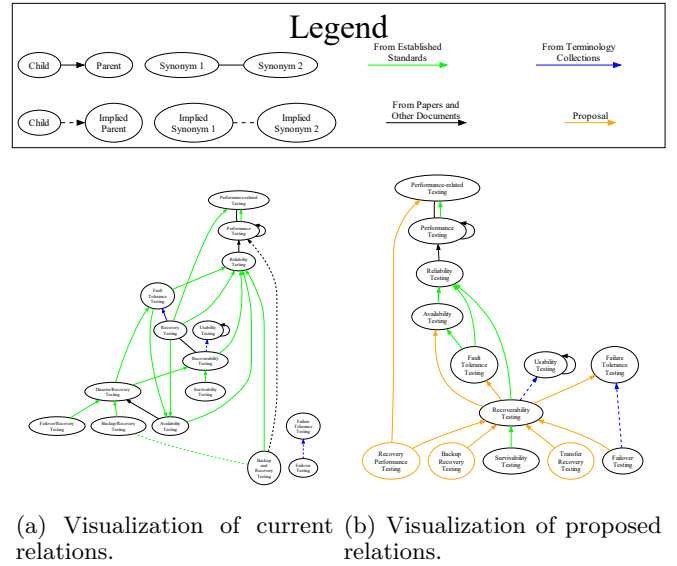 Legend
From Established
Standards
From Terminology
Collections
Child
Parent
Synonym 1
Synonym 2
From Papers and
Other Documents
Proposal
Child
Implied
Parent
Implied
Synonym 1
Implied
Synonym 2
Performance-related
Testing
Performance
Testing
Reliability
Testing
Fault
Tolerance
Testing
Recovery
Testing
Usability
Testing
Recoverability
Testing
Disaster/Recovery
Testing
Survivability
Testing
Failover/Recovery
Testing
Backup/Recovery
Testing
Availability
Testing
Failure
Tolerance
Testing
Backup
and
Recovery
Testing
Failover
Testing
Performance-related
Testing
Performance
Testing
Reliability
Testing
Availability
Testing
Fault
Tolerance
Testing
Usability
Testing
Failure
Tolerance
Testing
Recoverability
Testing
Recovery
Performance
Testing
Backup
Recovery
Testing
Survivability
Testing
Transfer
Recovery
Testing
Failover
Testing
(a) Visualization of current
relations.
(b) Visualization of proposed
relations.